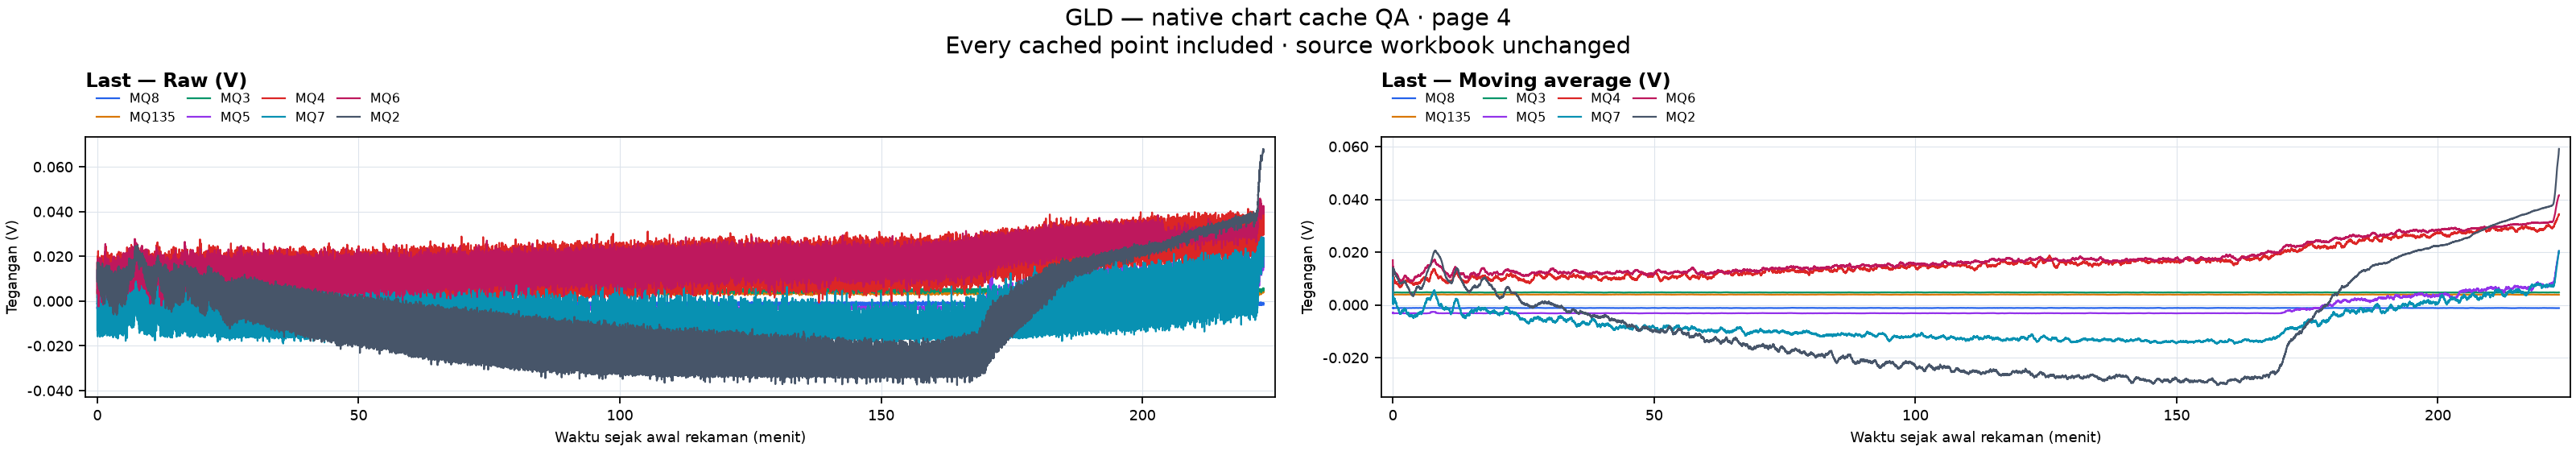 GLD — native chart cache QA · page 4
Every cached point included · source workbook unchanged
Last — Raw (V)
MQ8 MQ3 MQ4 MQ6
MQ135 MQ5 MQ7 MQ2
Tegangan (V)
0.060
0.040
0.020
0.000
-0.020
-0.040
0 50 100 150 200
Waktu sejak awal rekaman (menit)
Last — Moving average (V)
MQ8 MQ3 MQ4 MQ6
MQ135 MQ5 MQ7 MQ2
Tegangan (V)
0.060
0.040
0.020
0.000
-0.020
0 50 100 150 200
Waktu sejak awal rekaman (menit)